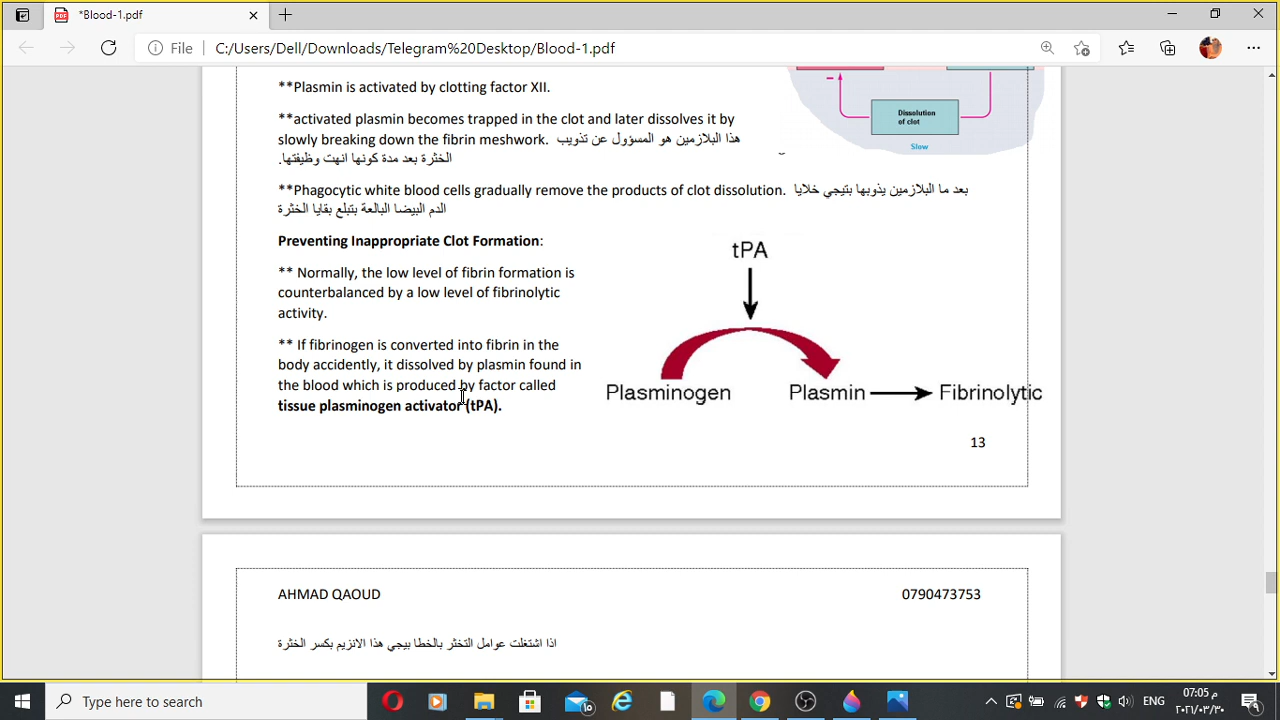 *Blood-1.pdf
File
C:/Users/Dell/Downloads/Telegram%20Desktop/Blood-1.pdf
**Plasmin is activated by clotting factor XII.
**activated plasmin becomes trapped in the clot and later dissolves it by
slowly breaking down the fibrin meshwork. هذا البلازمين هو المسؤول عن تذويب
الخثرة بعد مدة كونها انهت وظيفتها.
Dissolution
of clot
Slow
**Phagocytic white blood cells gradually remove the products of clot dissolution. بعد ما البلازمين يذوبها بتيجي خلايا
الدم البيضا البالعة بتبلع بقايا الخثرة
Preventing Inappropriate Clot Formation:
** Normally, the low level of fibrin formation is
counterbalanced by a low level of fibrinolytic
activity.
** If fibrinogen is converted into fibrin in the
body accidently, it dissolved by plasmin found in
the blood which is produced by factor called
tissue plasminogen activator (tPA).
tPA
Plasminogen
Plasmin
Fibrinolytic
13
AHMAD QAOUD
0790473753
اذا اشتغلت عوامل التخثر بالخطا بيجي هذا الانزيم بكسر الخثرة
Type here to search
ENG
07:05 م
٢٠٢١/٣/٣٠